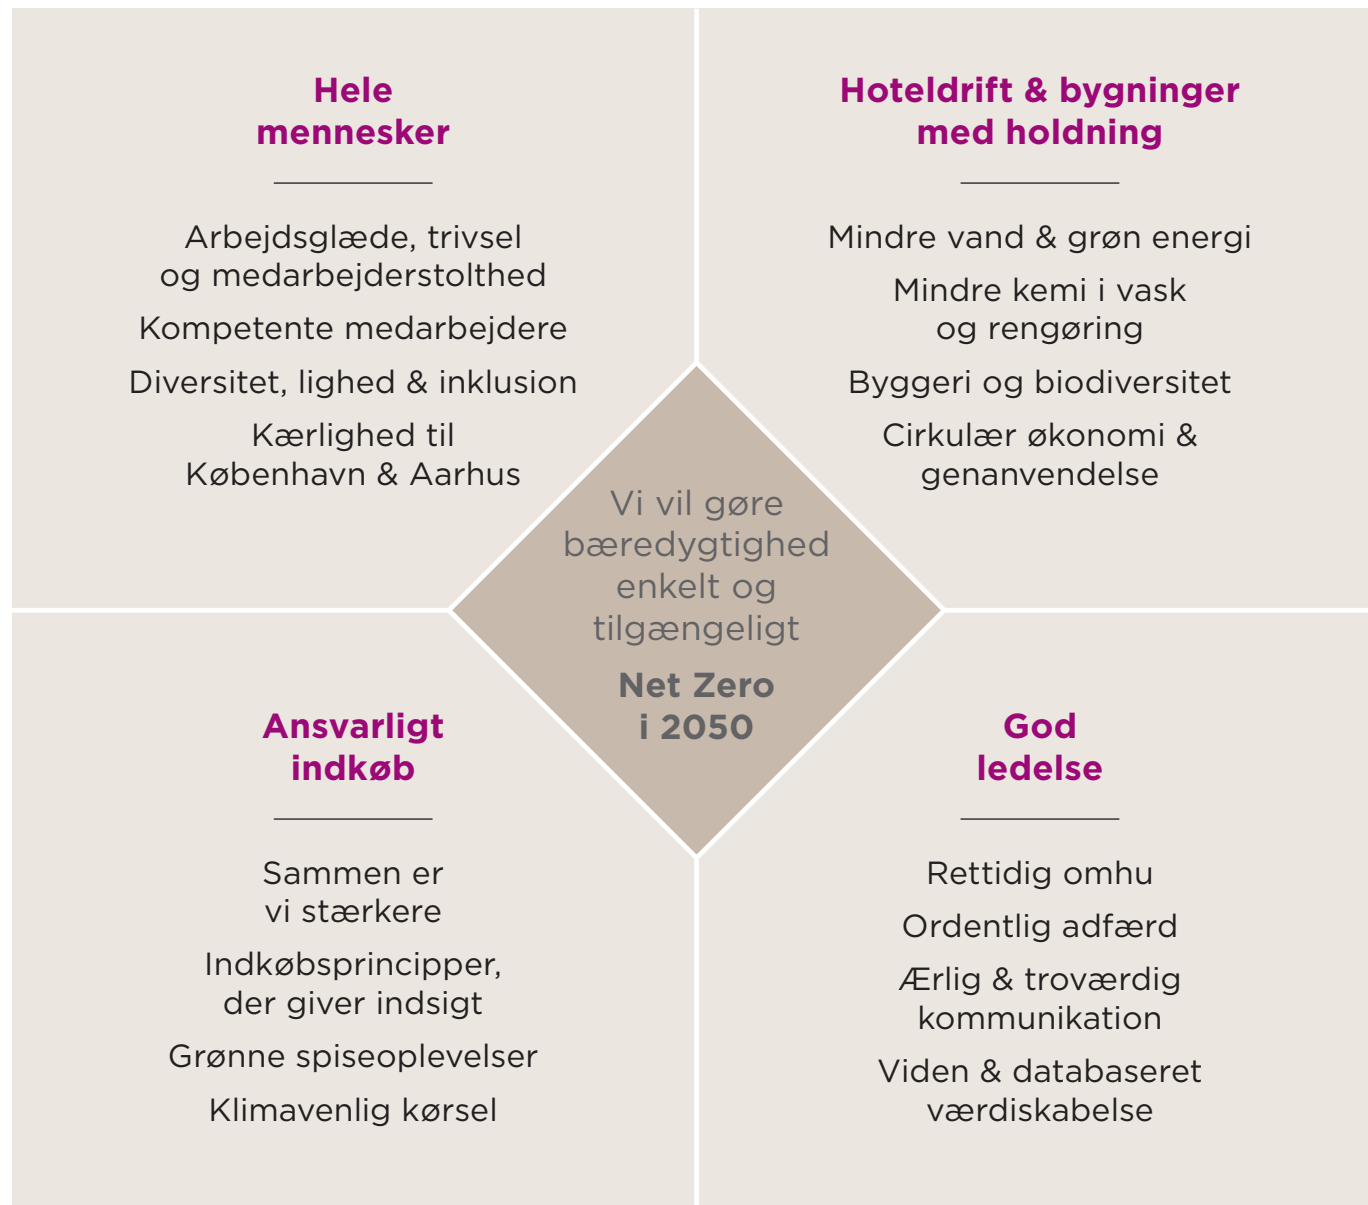 Hele
mennesker
Arbejdsglæde, trivsel
og medarbejderstolthed
Kompetente medarbejdere
Diversitet, lighed & inklusion
Kærlighed til
København & Aarhus
Hoteldrift & bygninger
med holdning
Mindre vand & grøn energi
Mindre kemi i vask
og rengøring
Byggeri og biodiversitet
Cirkulær økonomi &
genanvendelse
Vi vil gøre
bæredygtighed
enkelt og
tilgængeligt
Net Zero
i 2050
Ansvarligt
indkøb
Sammen er
vi stærkere
Indkøbsprincipper,
der giver indsigt
Grønne spiseoplevelser
Klimavenlig kørsel
God
ledelse
Rettidig omhu
Ordentlig adfærd
Ærlig & troværdig
kommunikation
Viden & databaseret
værdiskabelse